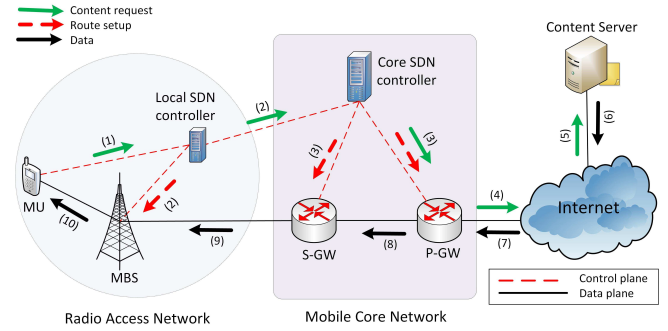 Content request
Route setup
Data
Content Server
Core SDN
controller
Local SDN
controller
(1)
(2)
(2)
(3)
(3)
(4)
(5)
(6)
Internet
(7)
(8)
(9)
(10)
MU
MBS
S-GW
P-GW
Control plane
Data plane
Radio Access Network
Mobile Core Network